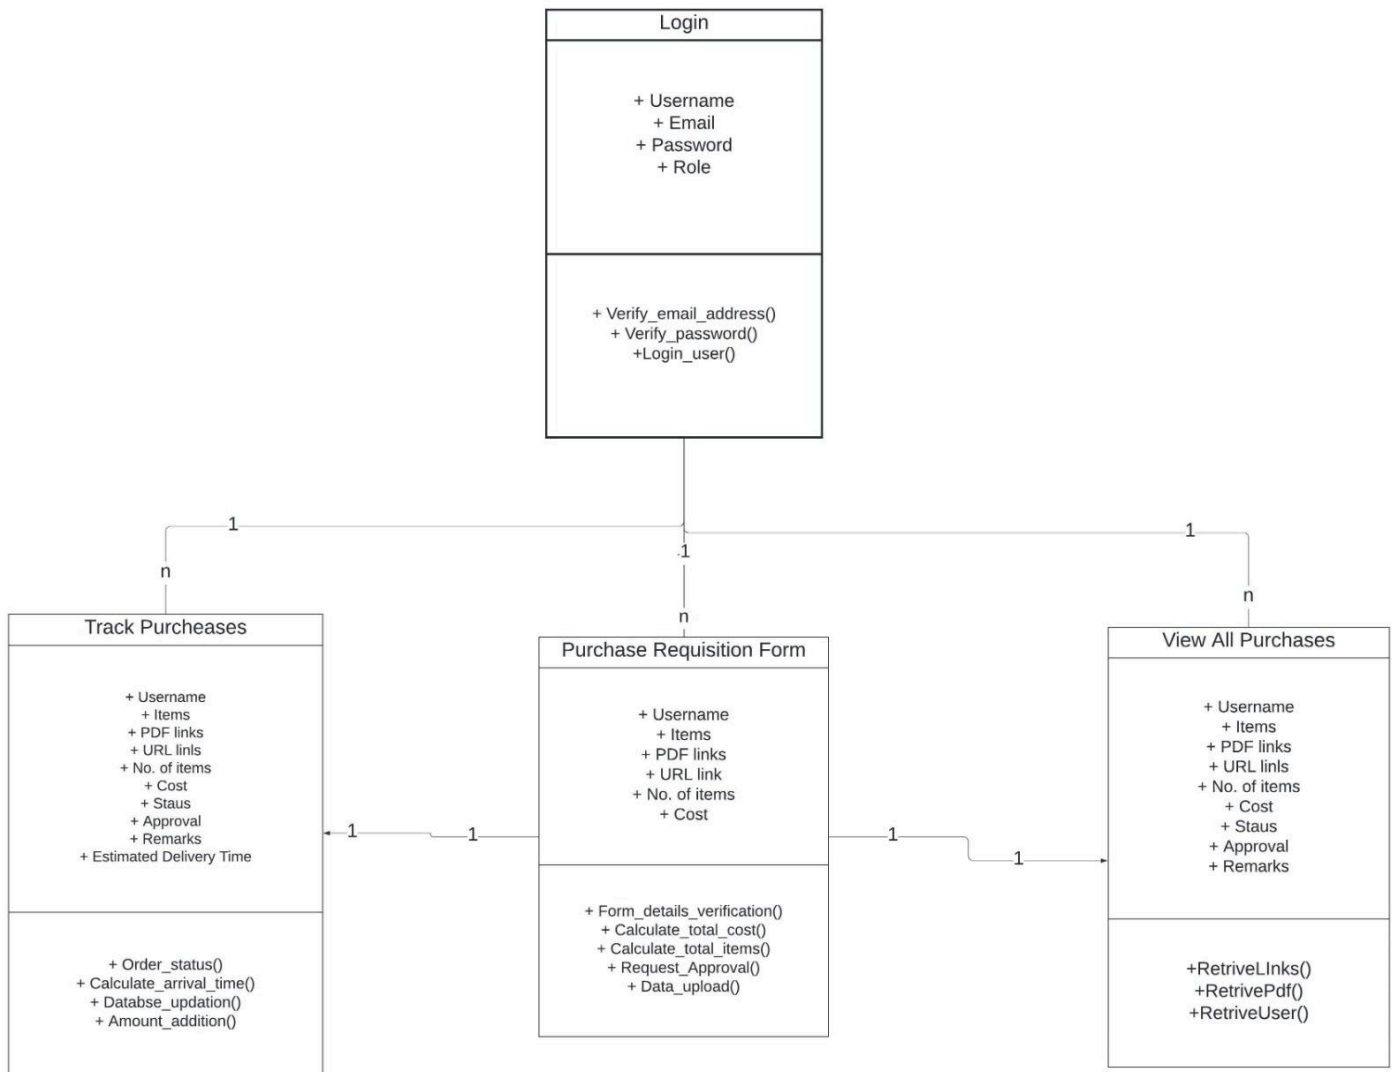 Login
+ Username
+ Email
+ Password
+ Role
+ Verify_email_address()
+ Verify_password()
+Login_user()
1
1
1
n
n
n
Track Purcheases
+ Username
+ Items
+ PDF links
+ URL linls
+ No. of items
+ Cost
+ Staus
+ Approval
+ Remarks
+ Estimated Delivery Time
+ Order_status()
+ Calculate_arrival_time()
+ Databse_updation()
+ Amount_addition()
1
1
Purchase Requisition Form
+ Username
+ Items
+ PDF links
+ URL link
+ No. of items
+ Cost
+ Form_details_verification()
+ Calculate_total_cost()
+ Calculate_total_items()
+ Request_Approval()
+ Data_upload()
1
1
View All Purchases
+ Username
+ Items
+ PDF links
+ URL linls
+ No. of items
+ Cost
+ Staus
+ Approval
+ Remarks
+RetriveLInks()
+RetrivePdf()
+RetriveUser()